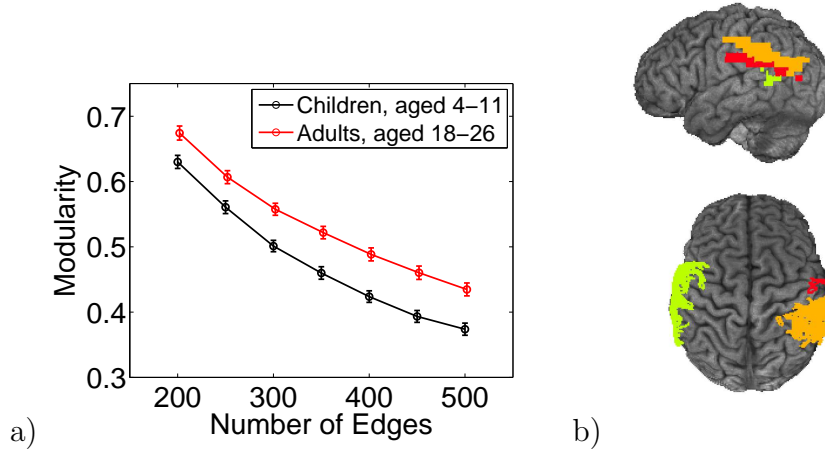 0.7
0.6
0.5
0.4
0.3
Modularity
Children, aged 4−11
Adults, aged 18−26
200 300 400 500
Number of Edges
a)
b)